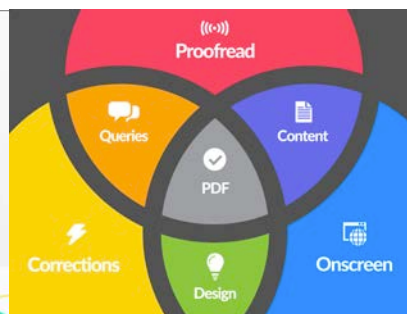 Proofread
Queries
Content
PDF
Corrections
Onscreen
Design